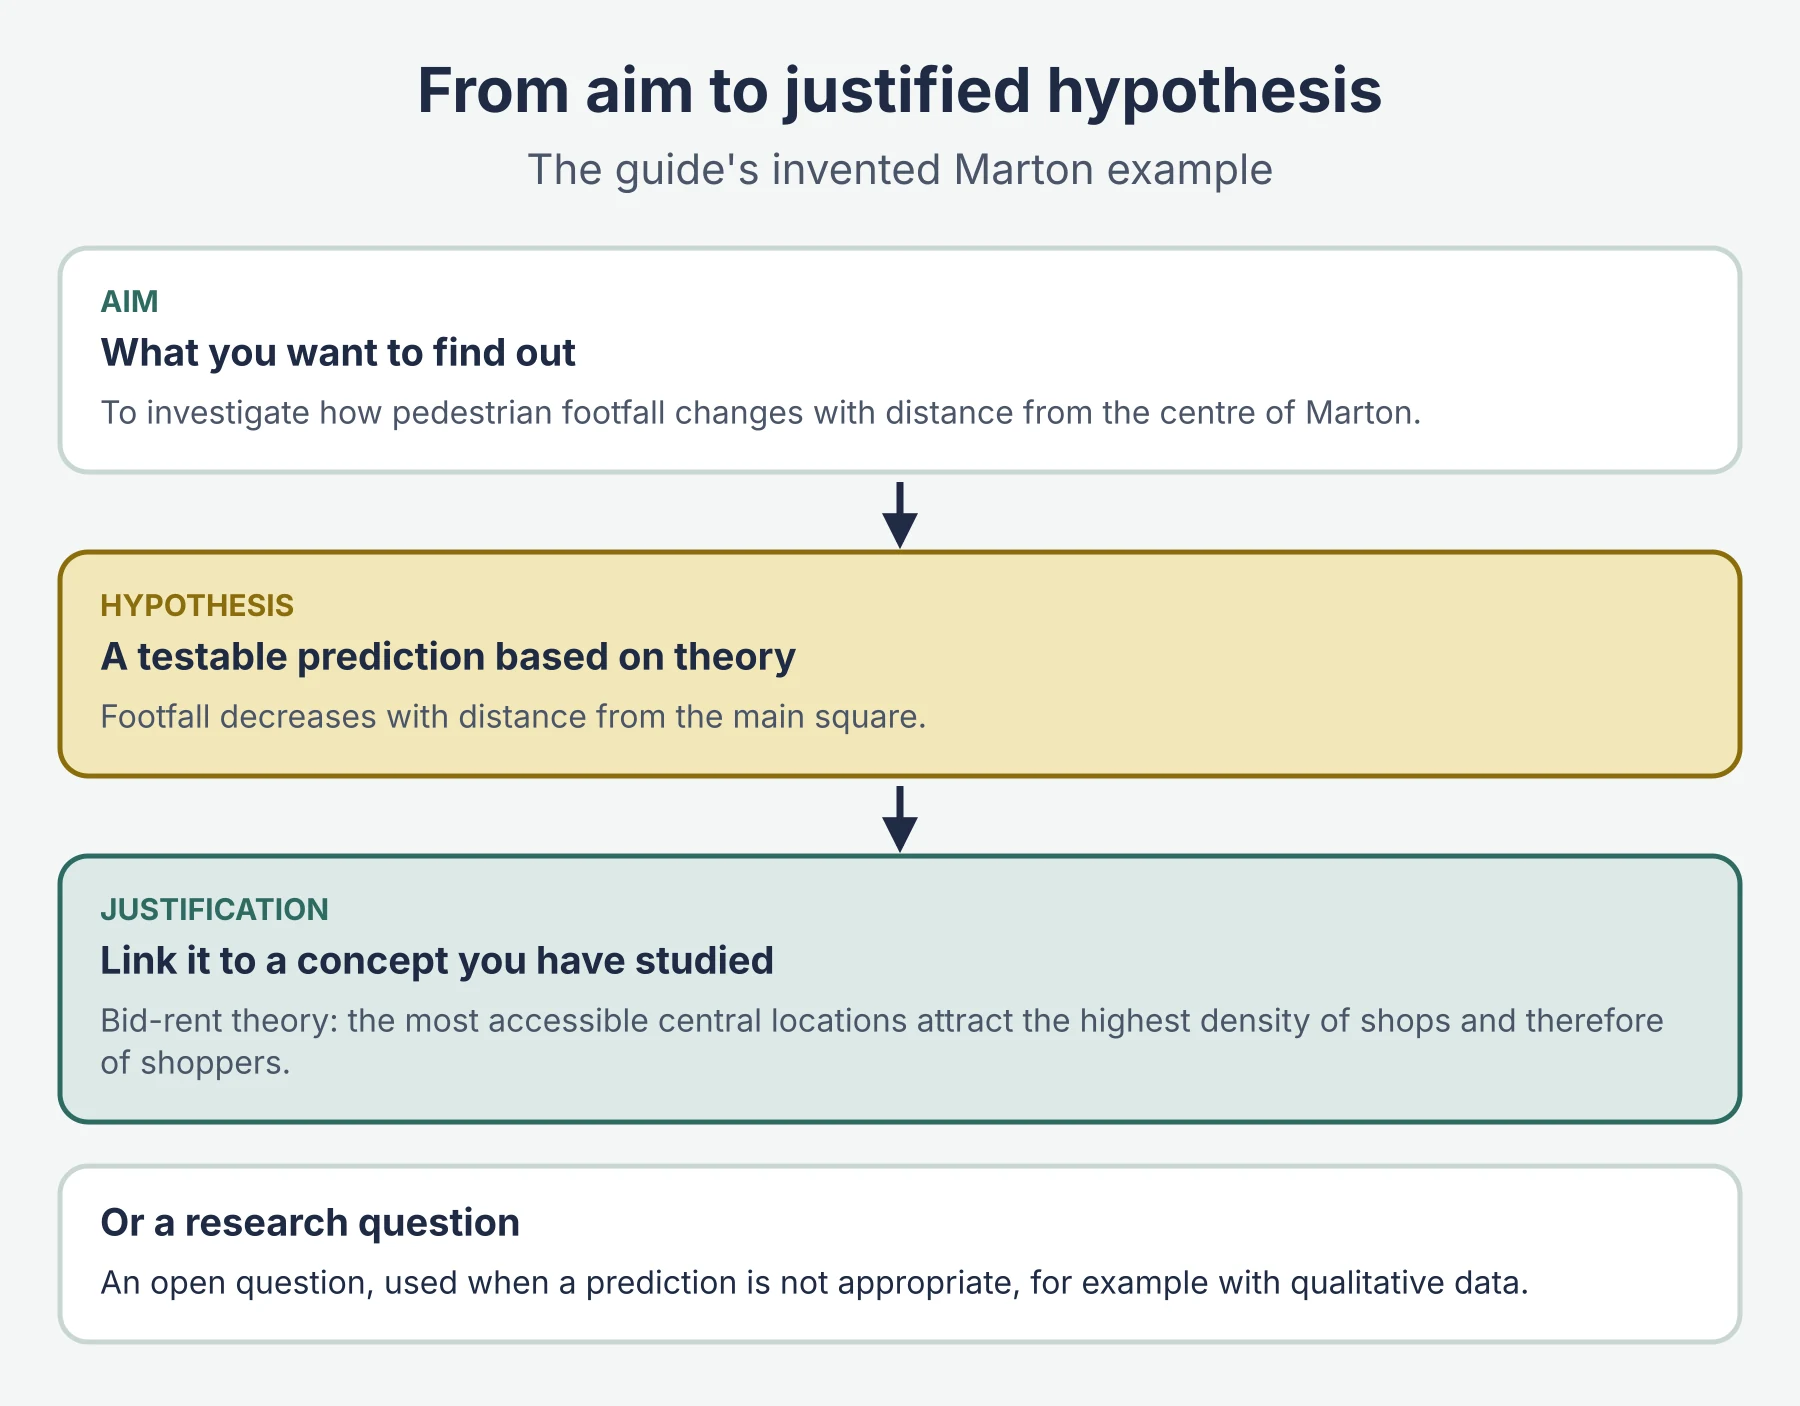 From aim to justified hypothesis
The guide's invented Marton example
AIM
What you want to find out
To investigate how pedestrian footfall changes with distance from the centre of Marton.
HYPOTHESIS
A testable prediction based on theory
Footfall decreases with distance from the main square.
JUSTIFICATION
Link it to a concept you have studied
Bid-rent theory: the most accessible central locations attract the highest density of shops and therefore
of shoppers.
Or a research question
An open question, used when a prediction is not appropriate, for example with qualitative data.